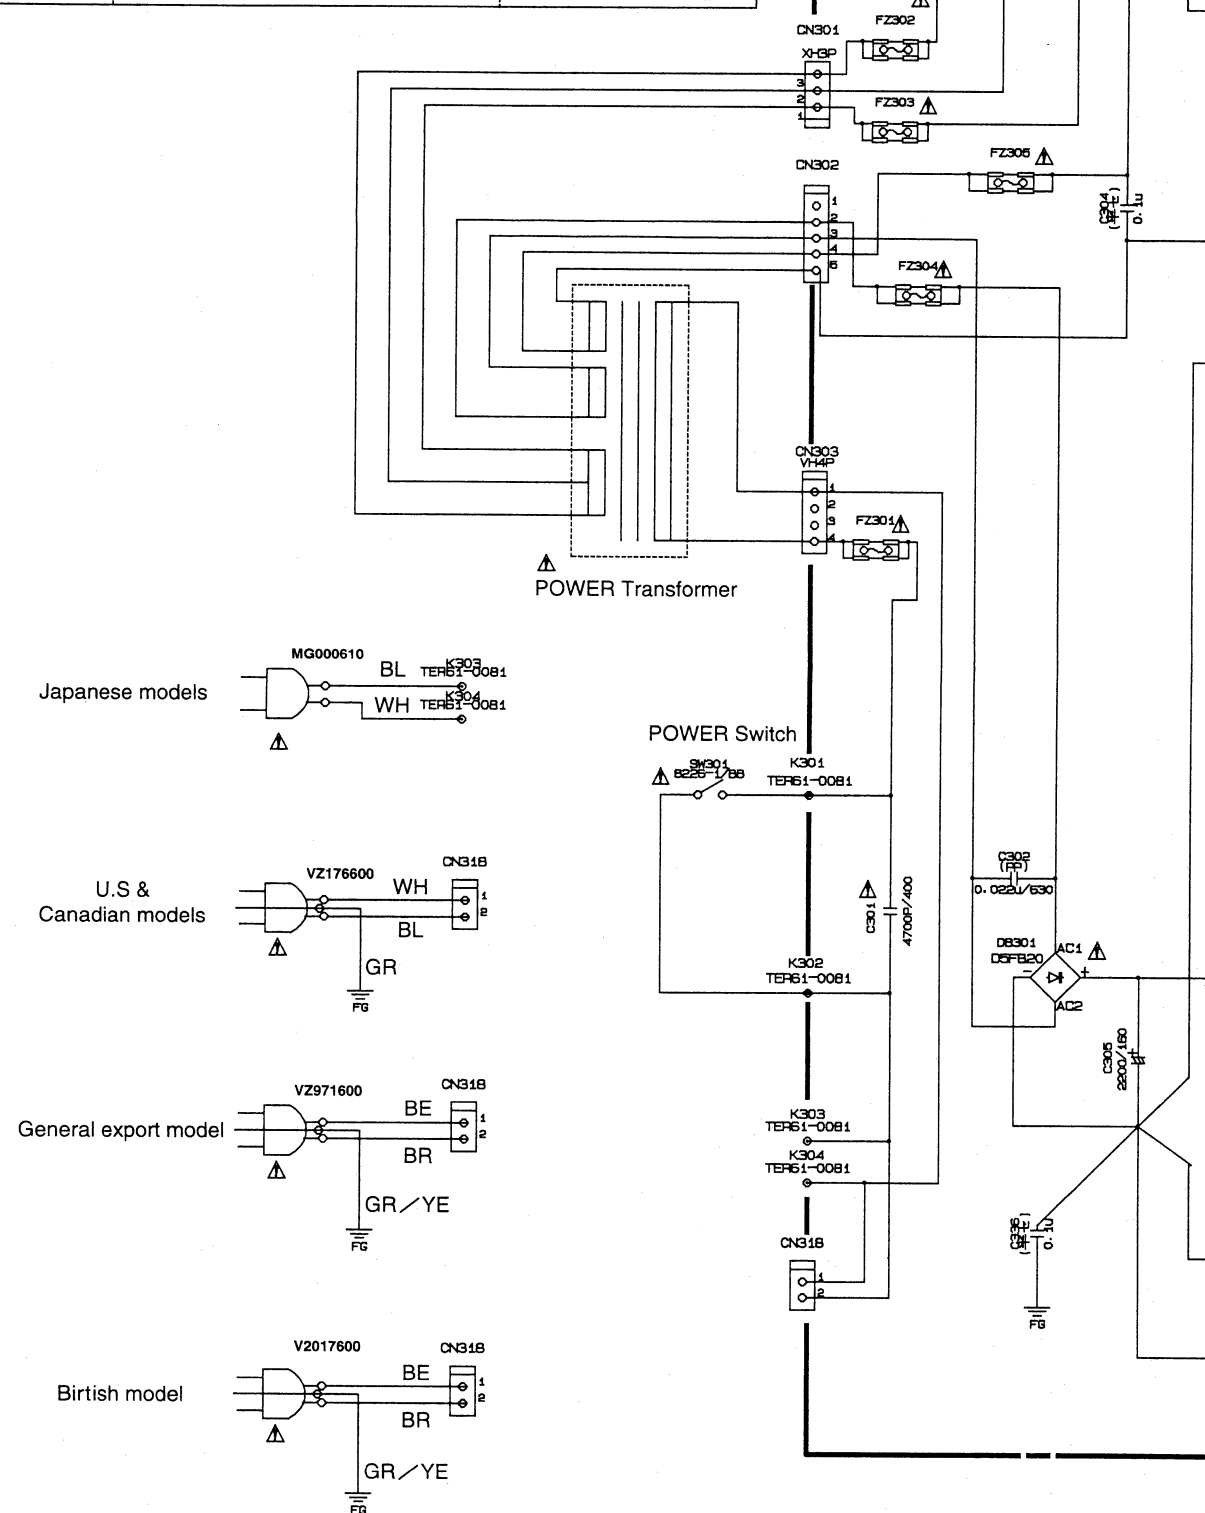 FZ302
CN301
XH3P
3
2
1
FZ303
CN302
FZ305
1
2
3
4
5
C304
0.1u
FZ304
CN303
VH4P
1
2
3
4
FZ301
POWER Transformer
MG000610
BL
K303
TER61-0081
Japanese models
WH
K304
TER61-0081
POWER Switch
SW301
K301
TER61-0081
VZ176600
CN318
U.S &
Canadian models
WH
1
2
BL
GR
FG
C301
4700P/400
C302
(PP)
0.022u/630
DB301
D5FB20
AC1
-
+
AC2
K302
TER61-0081
C305
2200/160
VZ971600
CN318
General export model
BE
1
2
BR
GR/YE
FG
K303
TER61-0081
K304
TER61-0081
CN318
1
2
C336
0.1u
FG
V2017600
CN318
Birtish model
BE
1
2
BR
GR/YE
FG